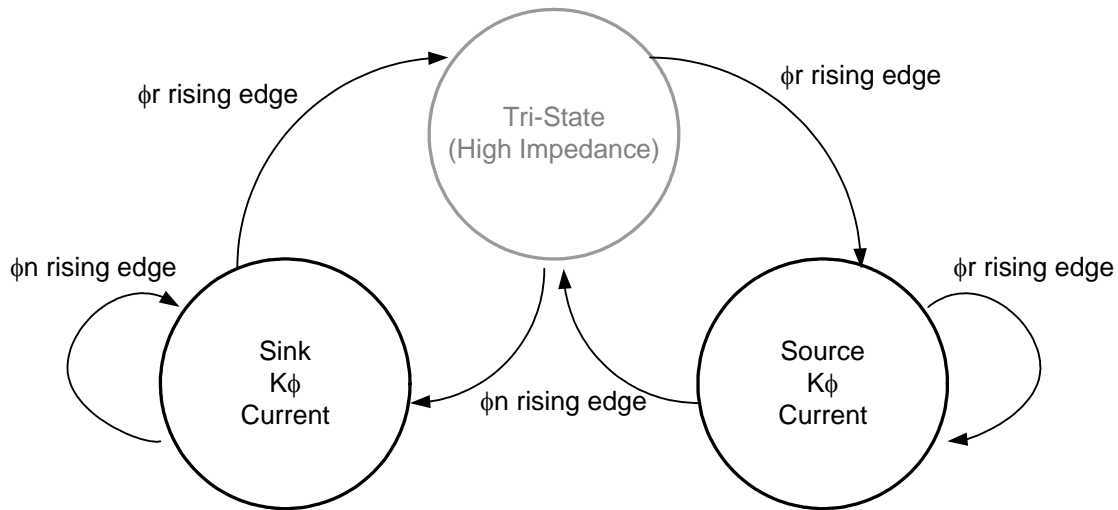 Tri-State
(High Impedance)
ϕr rising edge
ϕr rising edge
ϕn rising edge
ϕr rising edge
Sink
Kϕ
Current
ϕn rising edge
Source
Kϕ
Current